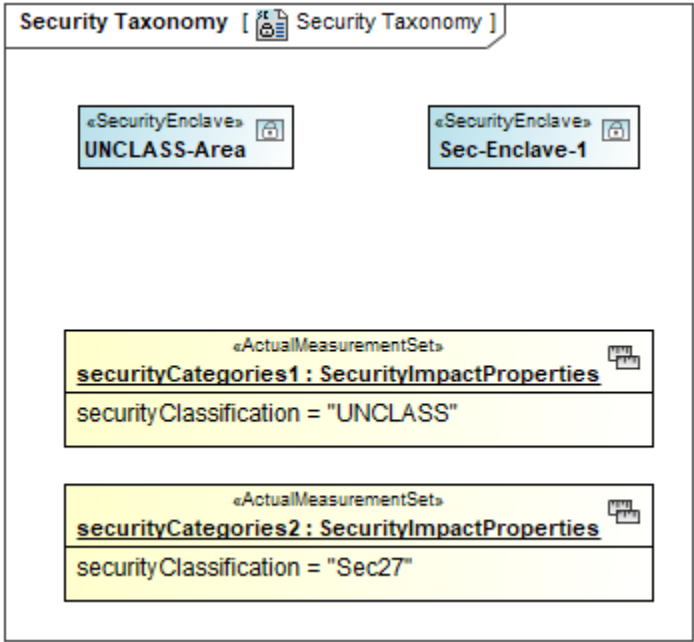 Security Taxonomy [ Security Taxonomy ]
«SecurityEnclave»
UNCLASS-Area
«SecurityEnclave»
Sec-Enclave-1
«ActualMeasurementSet»
securityCategories1 : SecurityImpactProperties
securityClassification = "UNCLASS"
«ActualMeasurementSet»
securityCategories2 : SecurityImpactProperties
securityClassification = "Sec27"